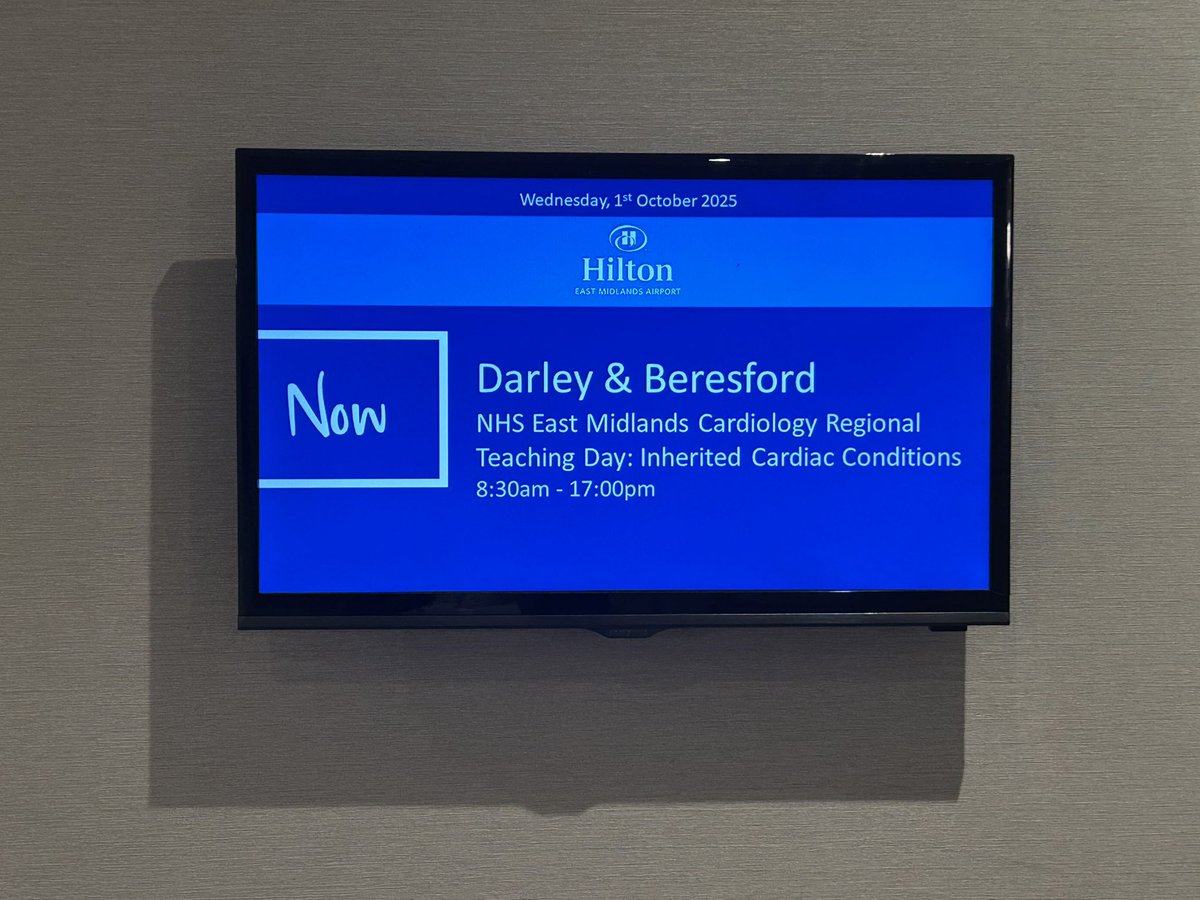 Wednesday, 1st October 2025
Hilton
EAST MIDLANDS AIRPORT
Now
Darley & Beresford
NHS East Midlands Cardiology Regional
Teaching Day: Inherited Cardiac Conditions
8:30am - 17:00pm